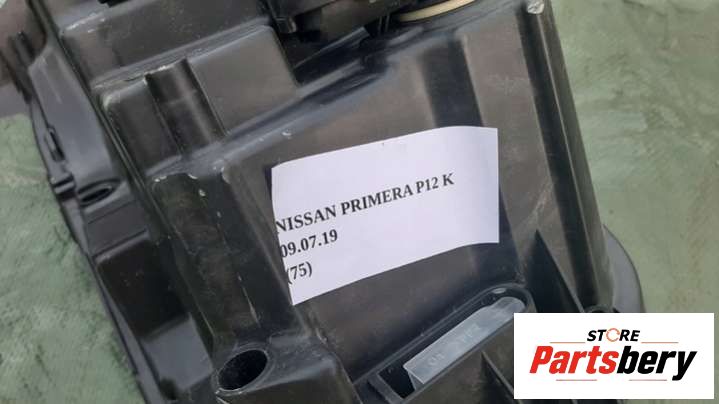 NISSAN PRIMERA P12 K
09.07.19
(75)
STORE
Partsbery